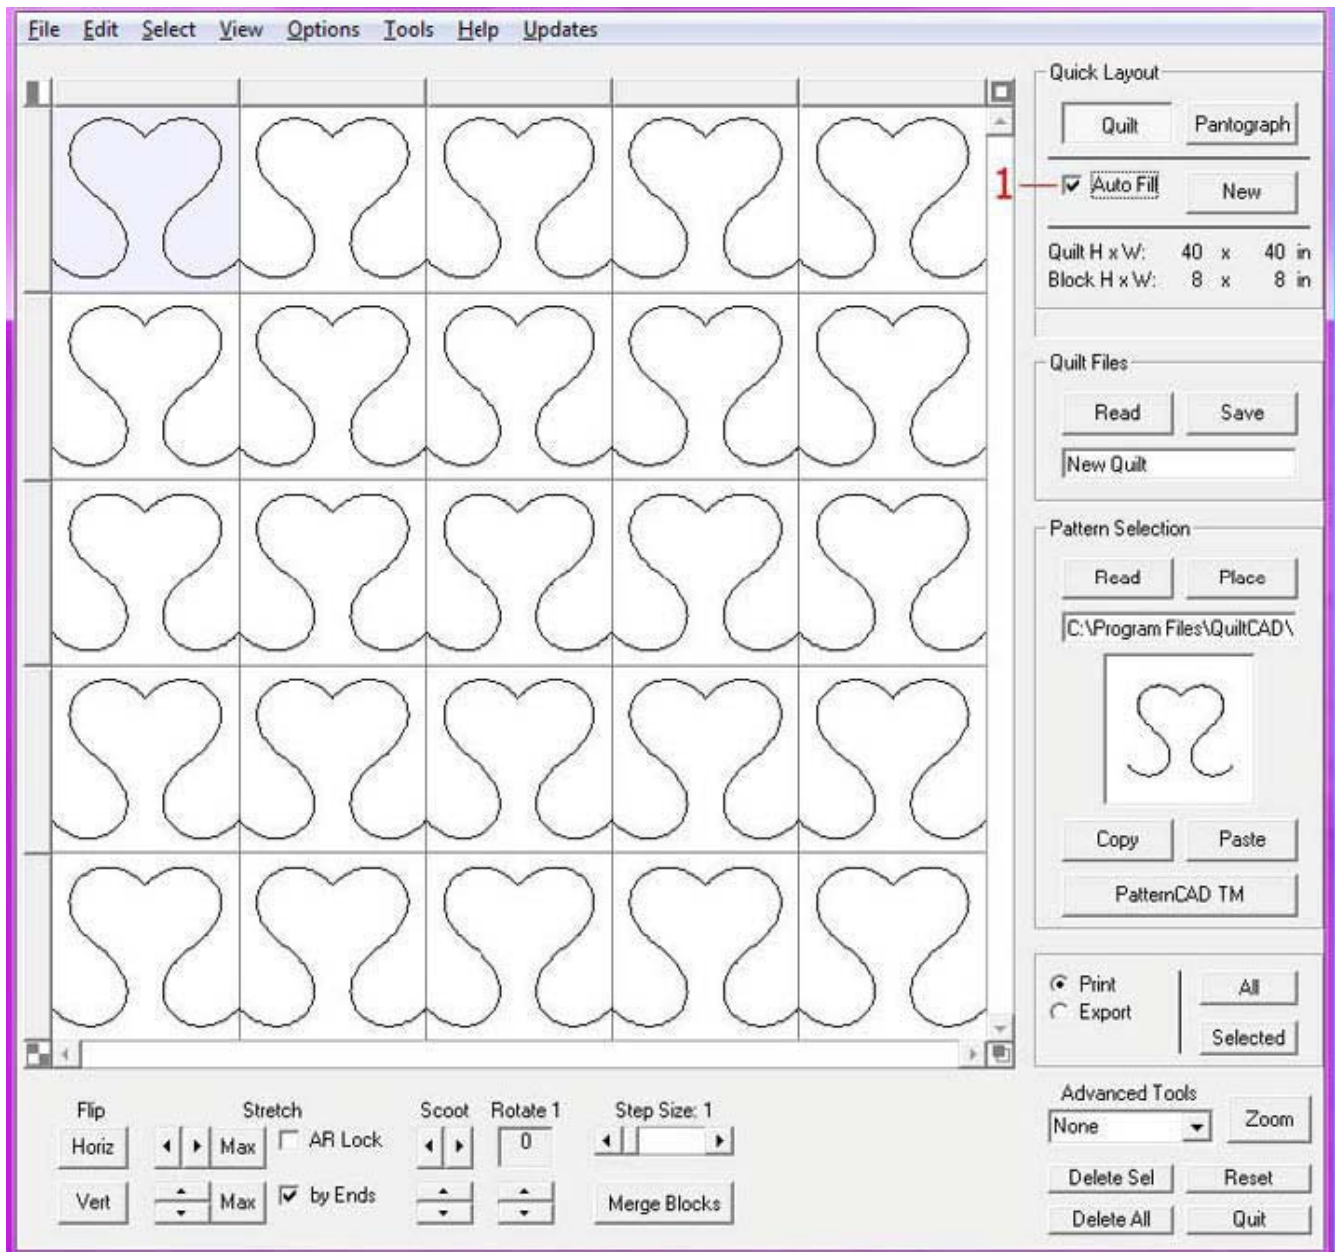 File Edit Select View Options Tools Help Updates
Quick Layout
Quilt Pantograph
1 Auto Fill New
Quilt H x W: 40 x 40 in
Block H x W: 8 x 8 in
Quilt Files
Read Save
New Quilt
Pattern Selection
Read Place
C:\Program Files\QuiltCAD\
Copy Paste
PatternCAD TM
Print All
Export
Selected
Flip Stretch Scoot Rotate 1 Step Size: 1
Horiz Max AR Lock 0
Vert Max by Ends Merge Blocks
Advanced Tools
None Zoom
Delete Sel Reset
Delete All Quit